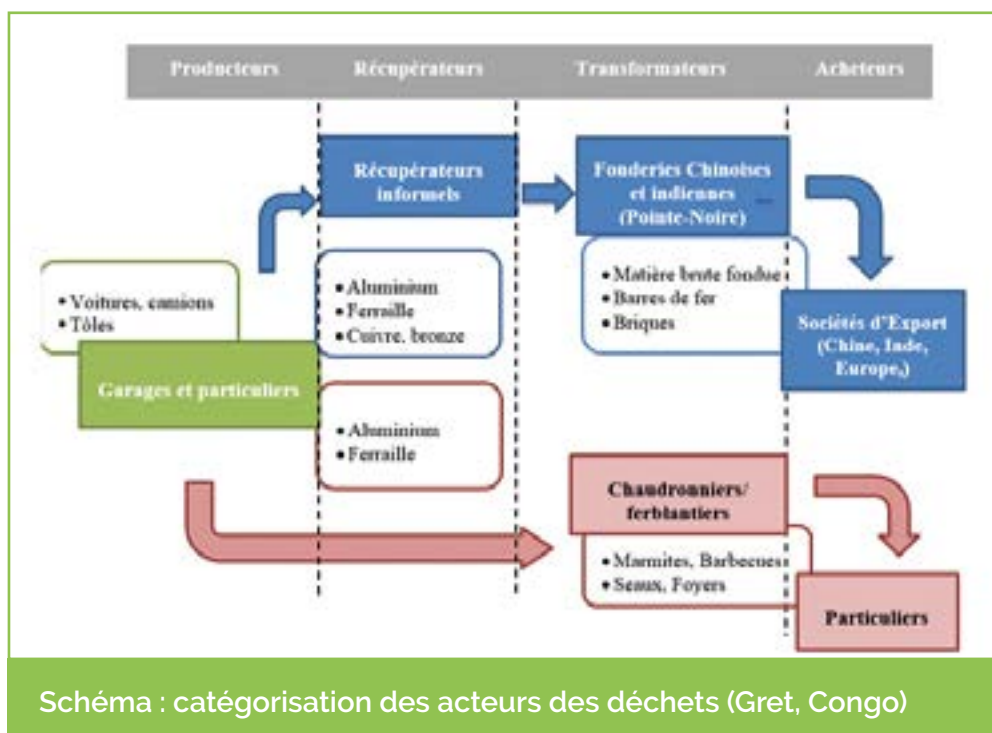 Producteurs
Récupérateurs
Transformateurs
Acheteurs
Récupérateurs
informels
Fonderies Chinoises
et indiennes
(Pointe-Noire)
• Voitures, camions
• Tôles
Garages et particuliers
• Aluminium
• Ferraille
• Cuivre, bronze
• Matière brute fondue
• Barres de fer
• Briques
Sociétés d'Export
(Chine, Inde,
Europe,)
• Aluminium
• Ferraille
Chaudronniers/
ferblantiers
• Marmites, Barbecues
• Seaux, Foyers
Particuliers
Schéma : catégorisation des acteurs des déchets (Gret, Congo)